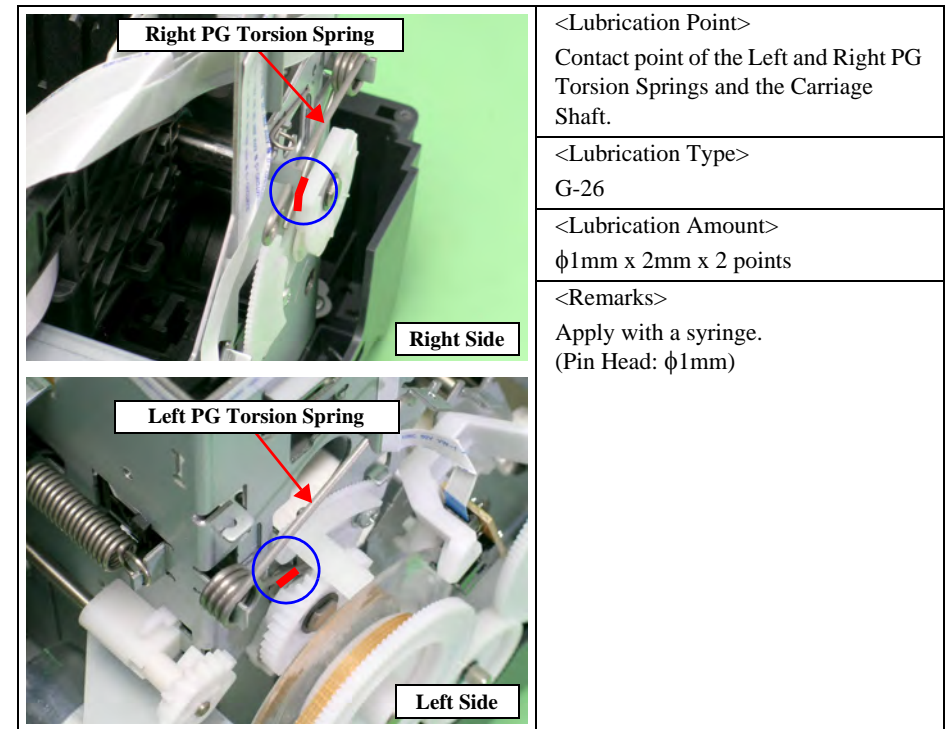 Right PG Torsion Spring
Right Side
Left PG Torsion Spring
Left Side
<Lubrication Point>
Contact point of the Left and Right PG
Torsion Springs and the Carriage
Shaft.
<Lubrication Type>
G-26
<Lubrication Amount>
ϕ1mm x 2mm x 2 points
<Remarks>
Apply with a syringe.
(Pin Head: ϕ1mm)